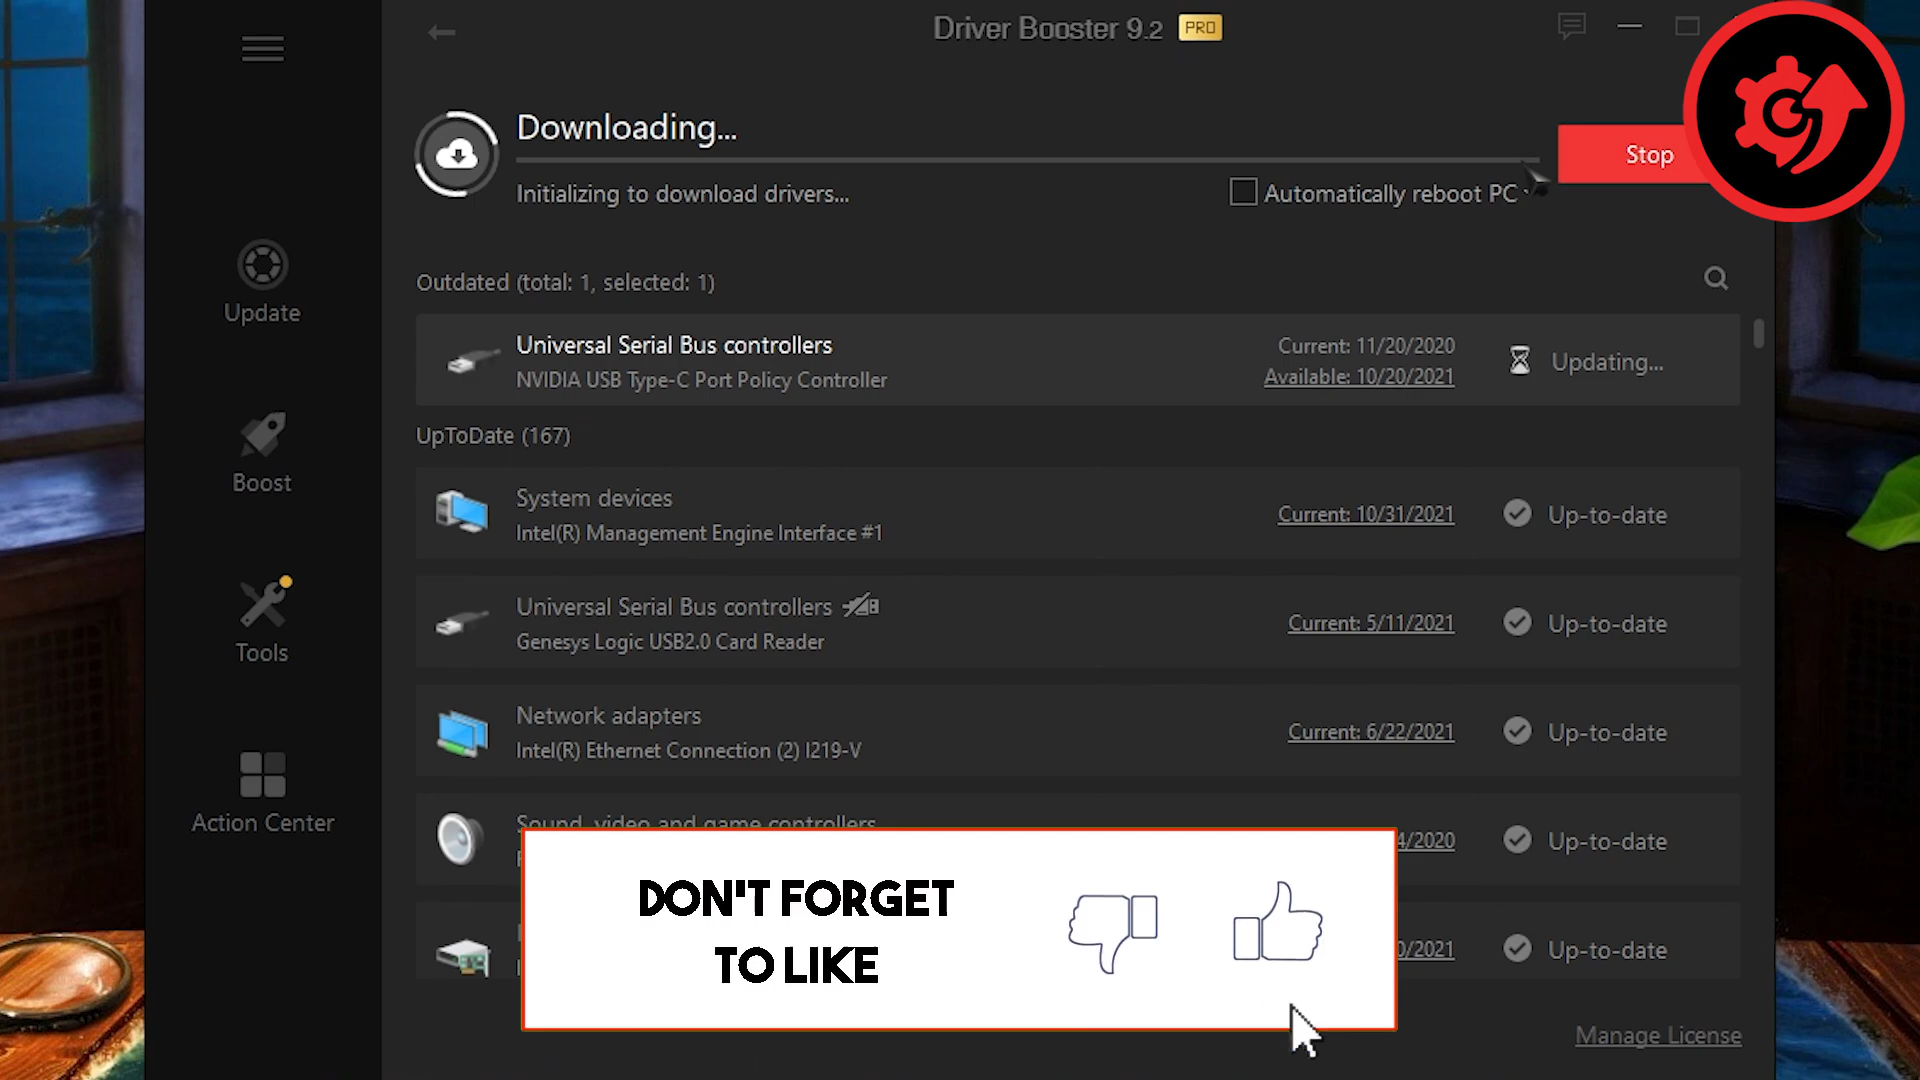 Driver Booster 9.2 PRO
Downloading...
Stop
Initializing to download drivers...
Automatically reboot PC
Outdated (total: 1, selected: 1)
Update
Universal Serial Bus controllers
Current: 11/20/2020
NVIDIA USB Type-C Port Policy Controller
Available: 10/20/2021
Updating...
UpToDate (167)
Boost
System devices
Intel(R) Management Engine Interface #1
Current: 10/31/2021
Up-to-date
Tools
Universal Serial Bus controllers
Genesys Logic USB2.0 Card Reader
Current: 5/11/2021
Up-to-date
Network adapters
Intel(R) Ethernet Connection (2) I219-V
Current: 6/22/2021
Up-to-date
Action Center
Sound, video and game controllers
4/2020
Up-to-date
DON'T FORGET
TO LIKE
0/2021
Up-to-date
Manage License